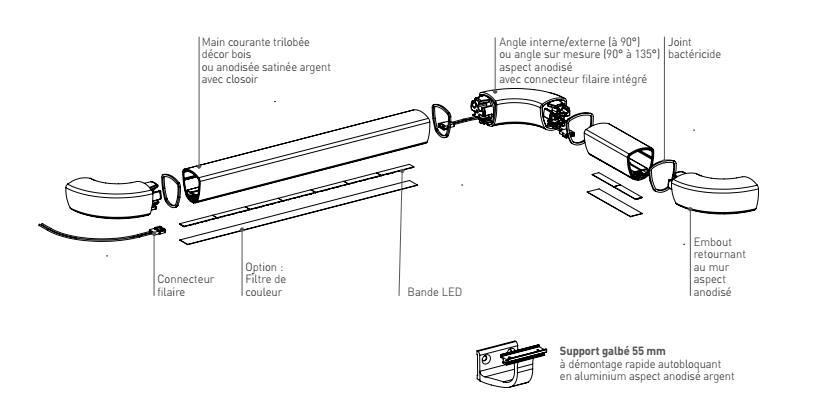 Main courante trilobée
décor bois
ou anodisée satinée argent
avec closoir
Angle interne/externe (à 90°)
ou angle sur mesure (90° à 135°)
aspect anodisé
avec connecteur filaire intégré
Joint
bactéricide
Connecteur
filaire
Option :
Filtre de
couleur
Bande LED
Embout
retournant
au mur
aspect
anodisé
Support galbé 55 mm
à démontage rapide autobloquant
en aluminium aspect anodisé argent